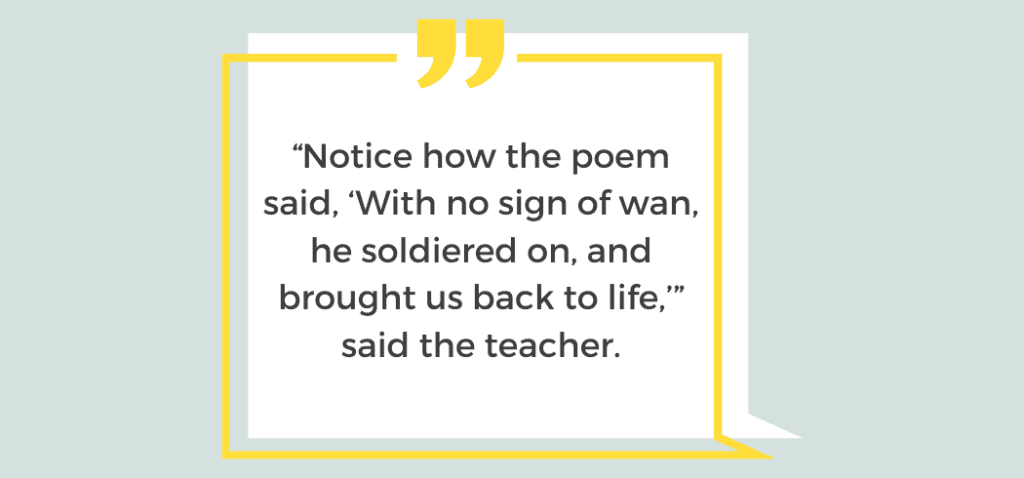 “Notice how the poem
said, ‘With no sign of wan,
he soldiered on, and
brought us back to life,’”
said the teacher.